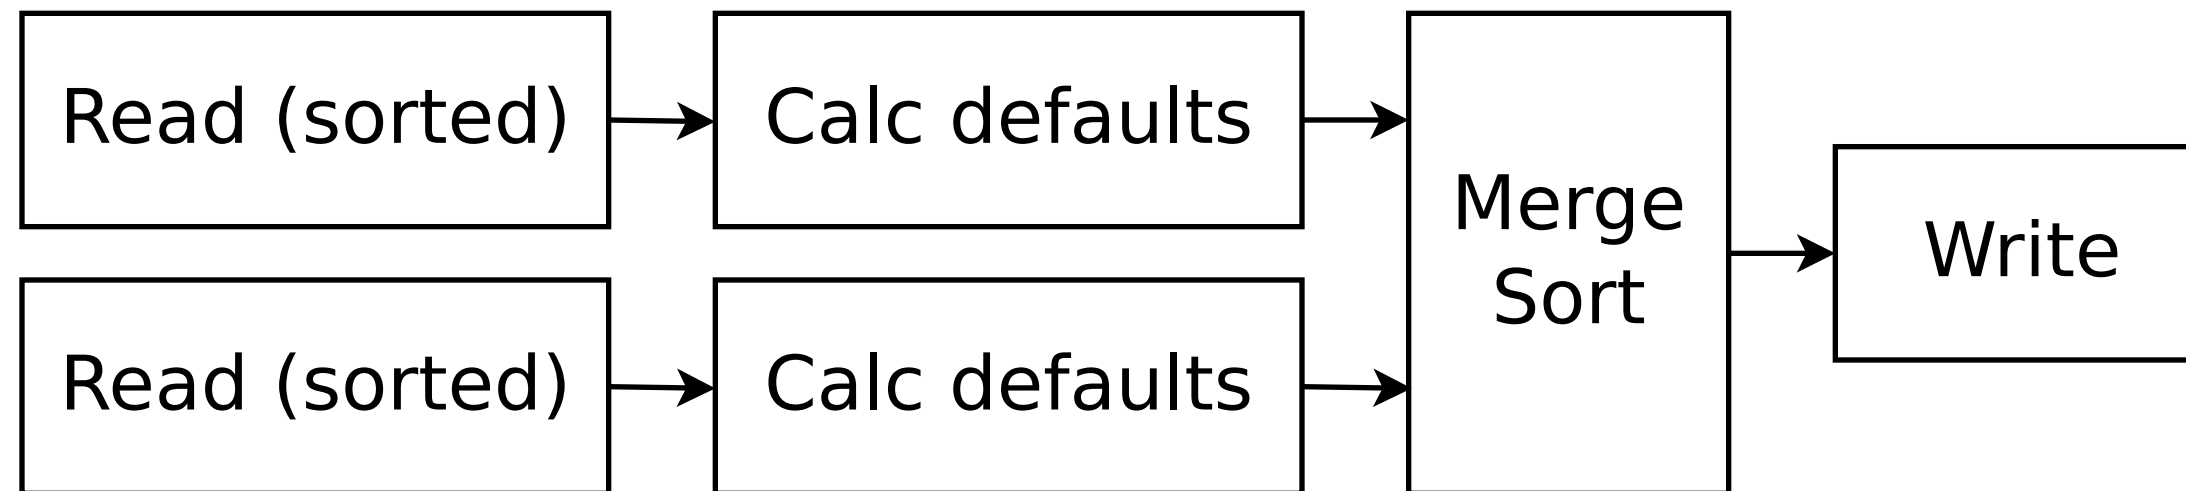 Read (sorted)
Calc defaults
Read (sorted)
Calc defaults
Merge
Sort
Write